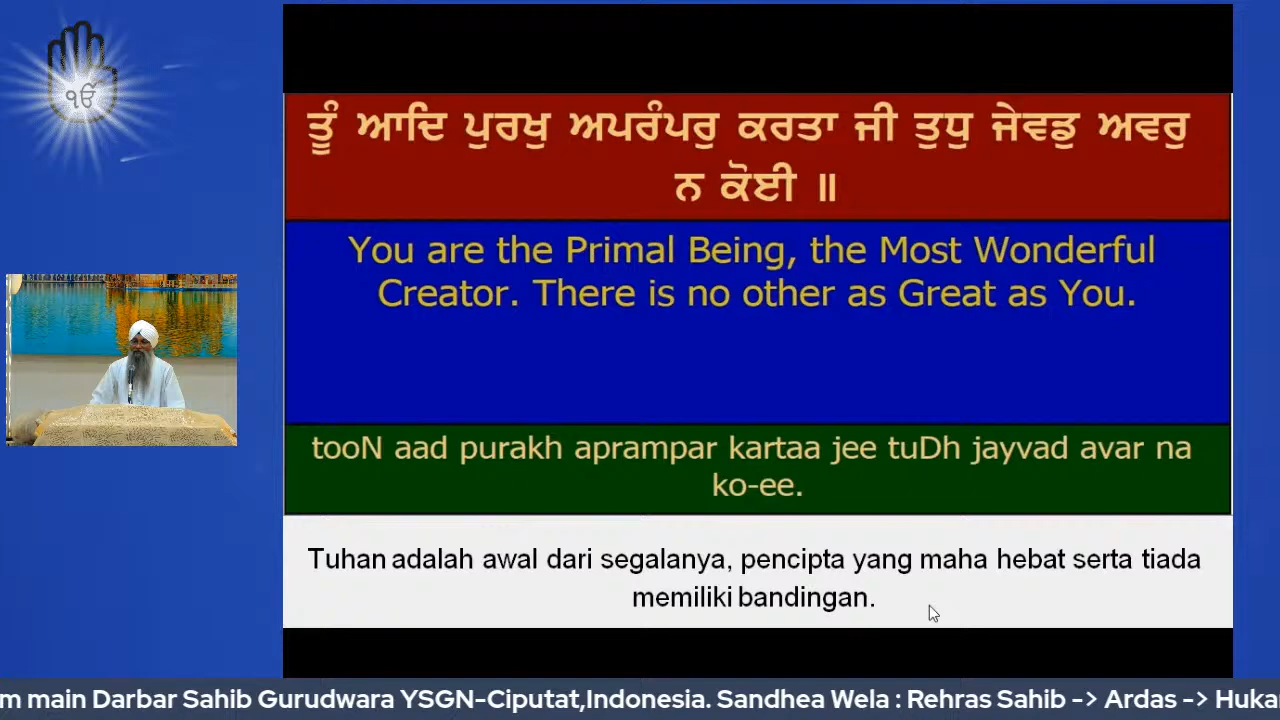 ੴ
ਤੂੰ ਆਦਿ ਪੁਰਖੁ ਅਪਰੰਪਰੁ ਕਰਤਾ ਜੀ ਤੁਧੁ ਜੇਵਡੁ ਅਵਰੁ
ਨ ਕੋਈ ॥
You are the Primal Being, the Most Wonderful
Creator. There is no other as Great as You.
tooN aad purakh aprampar kartaa jee tuDh jayvad avar na
ko-ee.
Tuhan adalah awal dari segalanya, pencipta yang maha hebat serta tiada
memiliki bandingan.
m main Darbar Sahib Gurudwara YSGN-Ciputat,Indonesia. Sandhea Wela : Rehras Sahib -> Ardas -> Huka